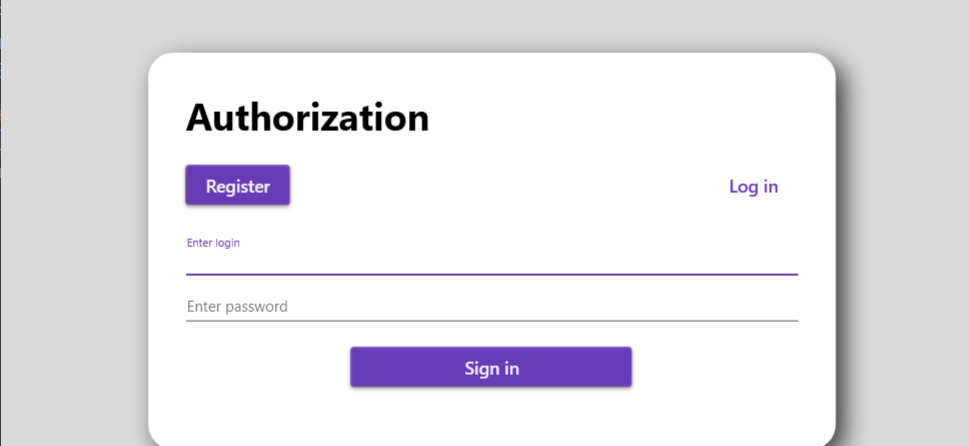 Authorization
Register Log in
Enter login
Enter password
Sign in